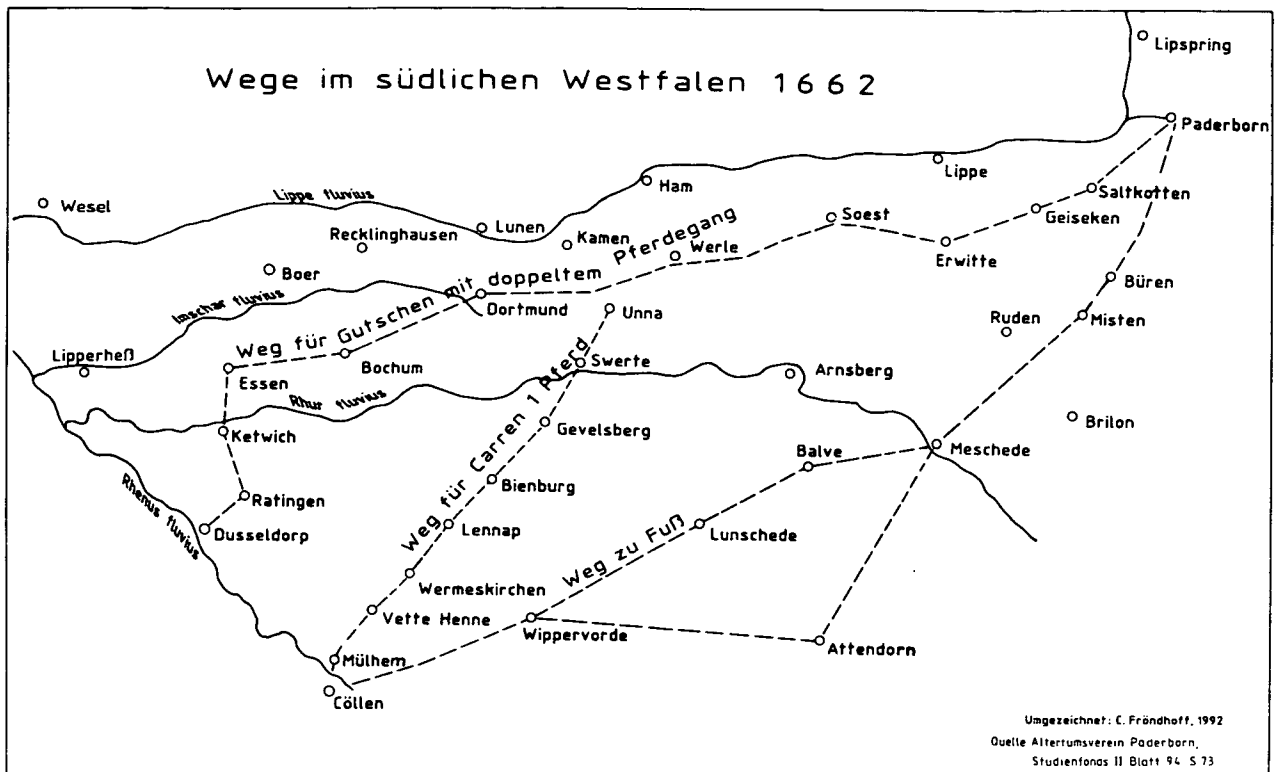 Wege im südlichen Westfalen 1662
Lipspring
Paderborn
Lippe
Saltkotten
Geiseken
Ham
Wesel
Lippe fluvius
Soest
Lunen
Recklinghausen
Kamen
Werle
Erwitte
Boer
Weg für Gutschen mit doppeltem Pferdegang
Büren
Imschar fluvius
Dortmund
Unna
Ruden
Misten
Lipperheß
Essen
Bochum
Swerte
Arnsberg
Rhur fluvius
Weg für Carren 1 Pferd
Ketwich
Gevelsberg
Brilon
Meschede
Balve
Rhenus fluvius
Bienburg
Ratingen
Dusseldorp
Lennap
Weg zu Fuß
Lunschede
Wermeskirchen
Vette Henne
Wippervorde
Attendorn
Mülhem
Cöllen
Umgezeichnet: C. Fröndhoff, 1992
Quelle Altertumsverein Paderborn,
Studienfonds II Blatt 94 S 73